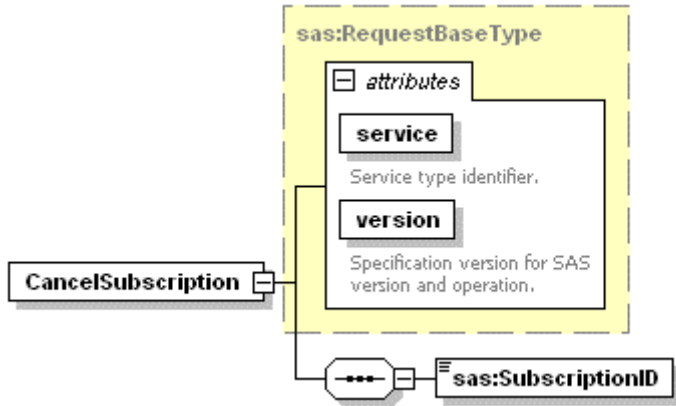 sas:RequestBaseType
attributes
service
Service type identifier.
version
Specification version for SAS
version and operation.
CancelSubscription
sas:SubscriptionID